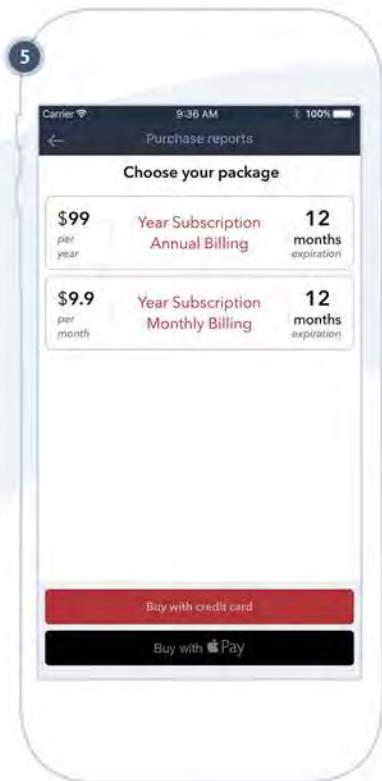 5
Carrier 9:36 AM 100%
Purchase reports
Choose your package
$99 Year Subscription 12
per Annual Billing months
year expiration
$9.9 Year Subscription 12
per Monthly Billing months
month expiration
Buy with credit card
Buy with Pay